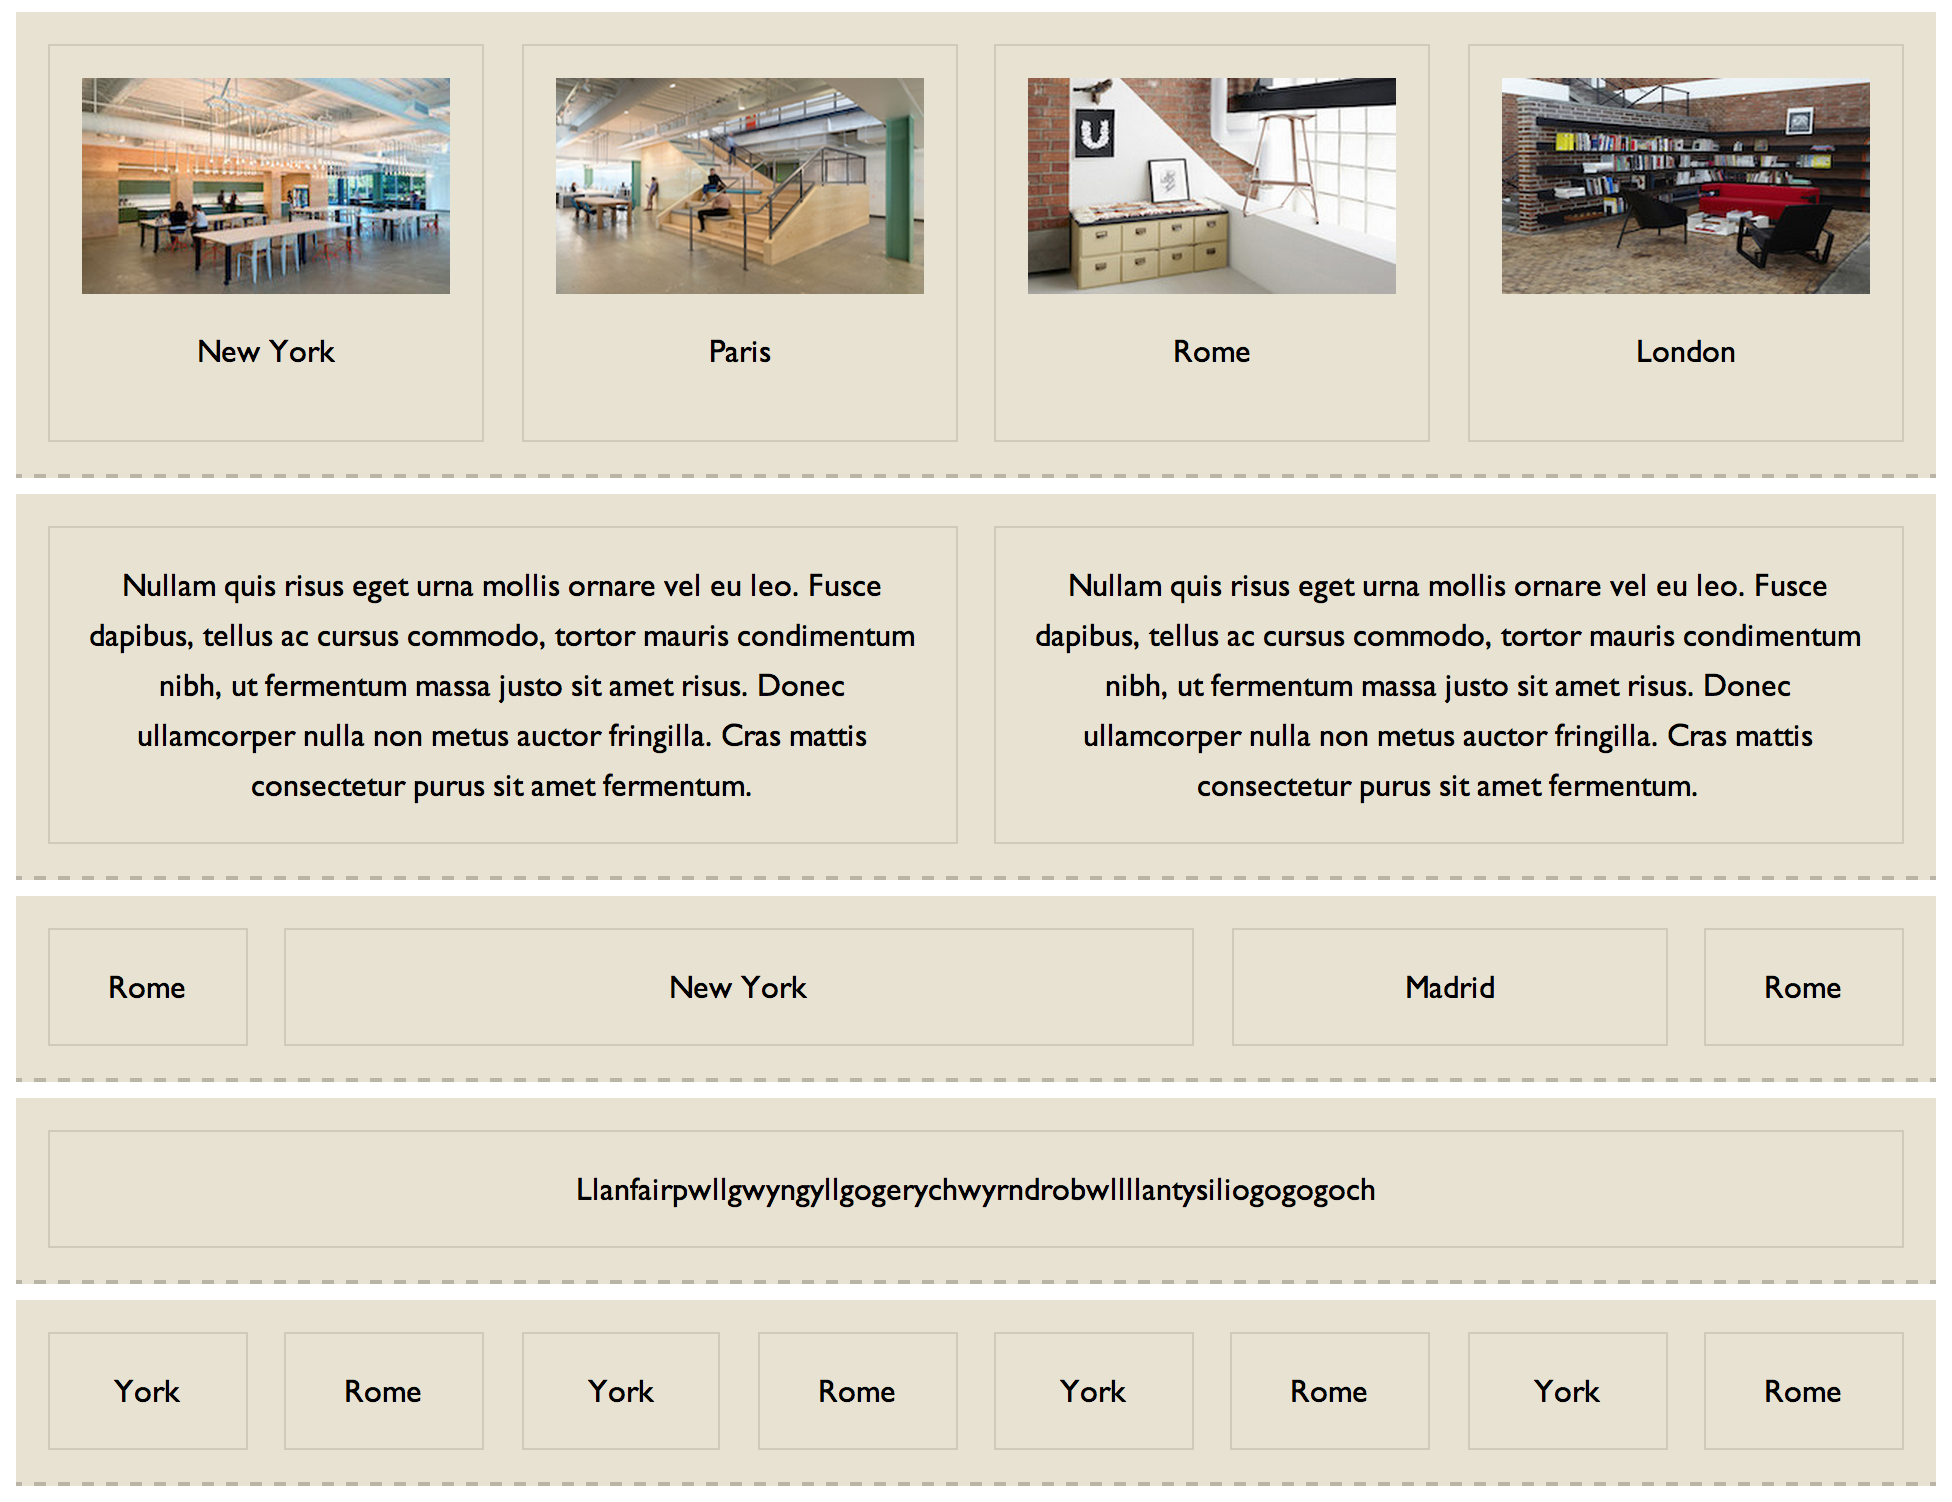 U
New York
Paris
Rome
London
Nullam quis risus eget urna mollis ornare vel eu leo. Fusce
dapibus, tellus ac cursus commodo, tortor mauris condimentum
nibh, ut fermentum massa justo sit amet risus. Donec
ullamcorper nulla non metus auctor fringilla. Cras mattis
consectetur purus sit amet fermentum.
Nullam quis risus eget urna mollis ornare vel eu leo. Fusce
dapibus, tellus ac cursus commodo, tortor mauris condimentum
nibh, ut fermentum massa justo sit amet risus. Donec
ullamcorper nulla non metus auctor fringilla. Cras mattis
consectetur purus sit amet fermentum.
Rome
New York
Madrid
Rome
Llanfairpwllgwyngyllgogerychwyrndrobwllllantysiliogogogoch
York
Rome
York
Rome
York
Rome
York
Rome